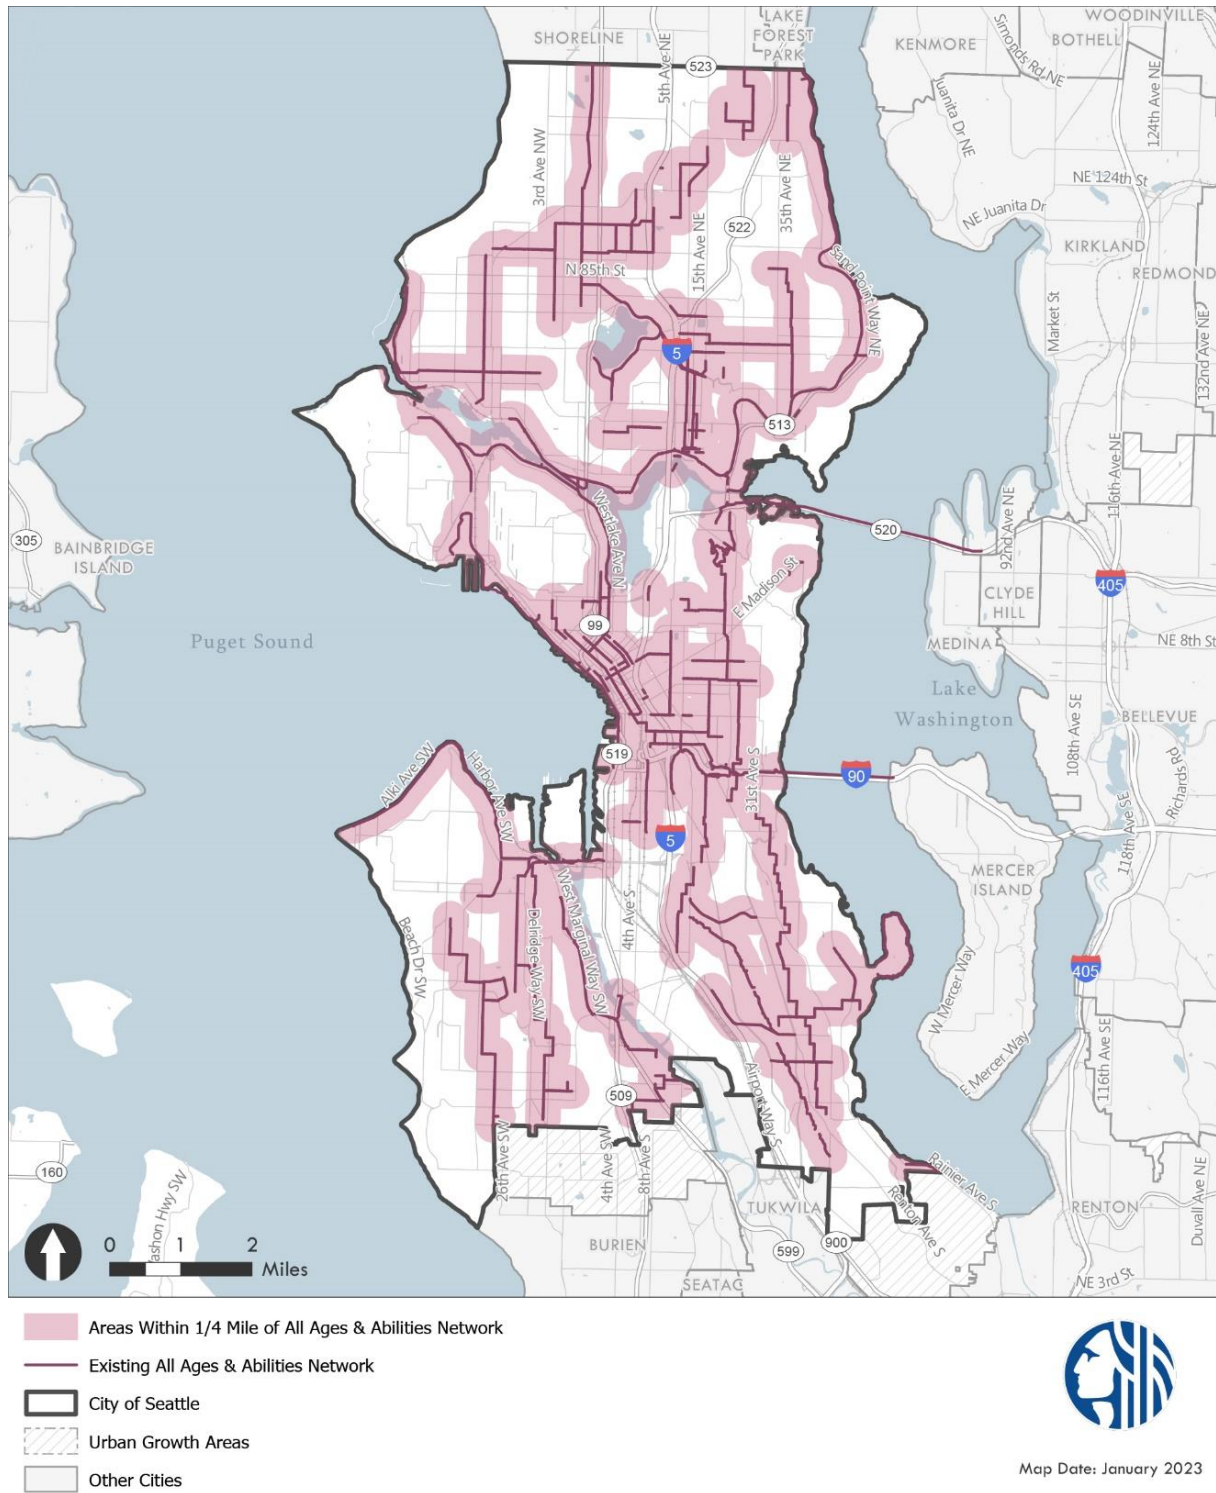 SHORELINE
LAKE
FOREST
PARK
KENMORE
WOODINVILLE
BOTHELL
Simonds Rd NE
5th Ave NE
523
124th Ave NE
Juanita Dr NE
3rd Ave NW
35th Ave NE
NE 124th St
NE Juanita Dr
15th Ave NE
522
KIRKLAND
REDMOND
N 85th St
Sand Point Way NE
Market St
132nd Ave NE
5
513
116th Ave NE
Westlake Ave N
92nd Ave NE
520
305
BAINBRIDGE
ISLAND
E Madison St
405
CLYDE
HILL
99
Puget Sound
MEDINA
NE 8th St
Lake
Washington
108th Ave SE
BELLEVUE
Alki Ave SW
Harbor Ave SW
519
31st Ave S
90
Richards Rd
118th Ave SE
5
MERCER
ISLAND
Beach Dr SW
Delridge Way SW
West Marginal Way SW
4th Ave S
405
W Mercer Way
E Mercer Way
116th Ave SE
509
Airport Way S
160
26th Ave SW
4th Ave SW
8th Ave S
Rainier Ave S
Renton Ave S
Duvall Ave NE
ashon Hwy SW
TUKWILA
RENTON
BURIEN
599
900
SEATAC
NE 3rd St
0 1 2
Miles
Areas Within 1/4 Mile of All Ages & Abilities Network
Existing All Ages & Abilities Network
City of Seattle
Urban Growth Areas
Other Cities
Map Date: January 2023